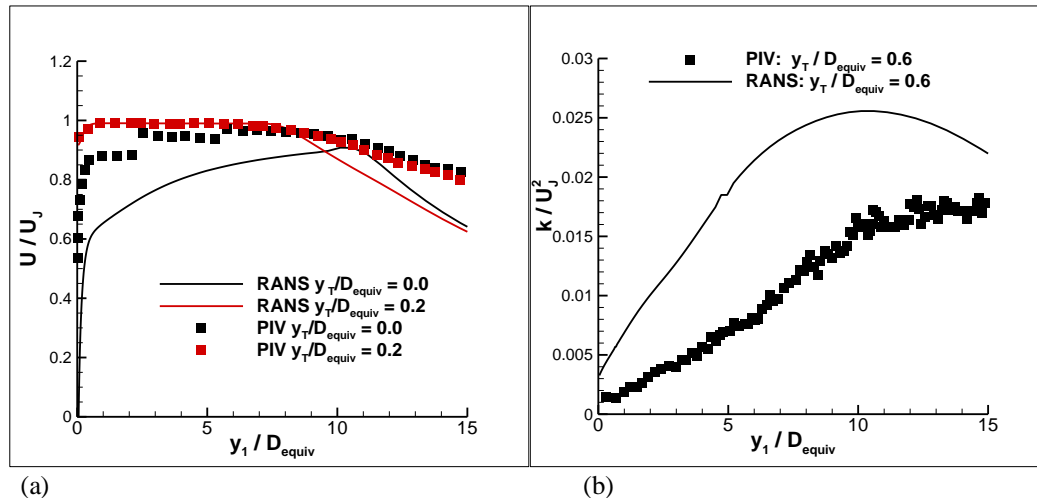 1.2
1
0.8
0.6
0.4
0.2
0
U / U_J
RANS y_T/D_equiv = 0.0
RANS y_T/D_equiv = 0.2
PIV y_T/D_equiv = 0.0
PIV y_T/D_equiv = 0.2
0 5 10 15
y_1 / D_equiv
(a)
0.03
0.025
0.02
0.015
0.01
0.005
0
k / U_J^2
PIV: y_T / D_equiv = 0.6
RANS: y_T / D_equiv = 0.6
0 5 10 15
y_1 / D_equiv
(b)